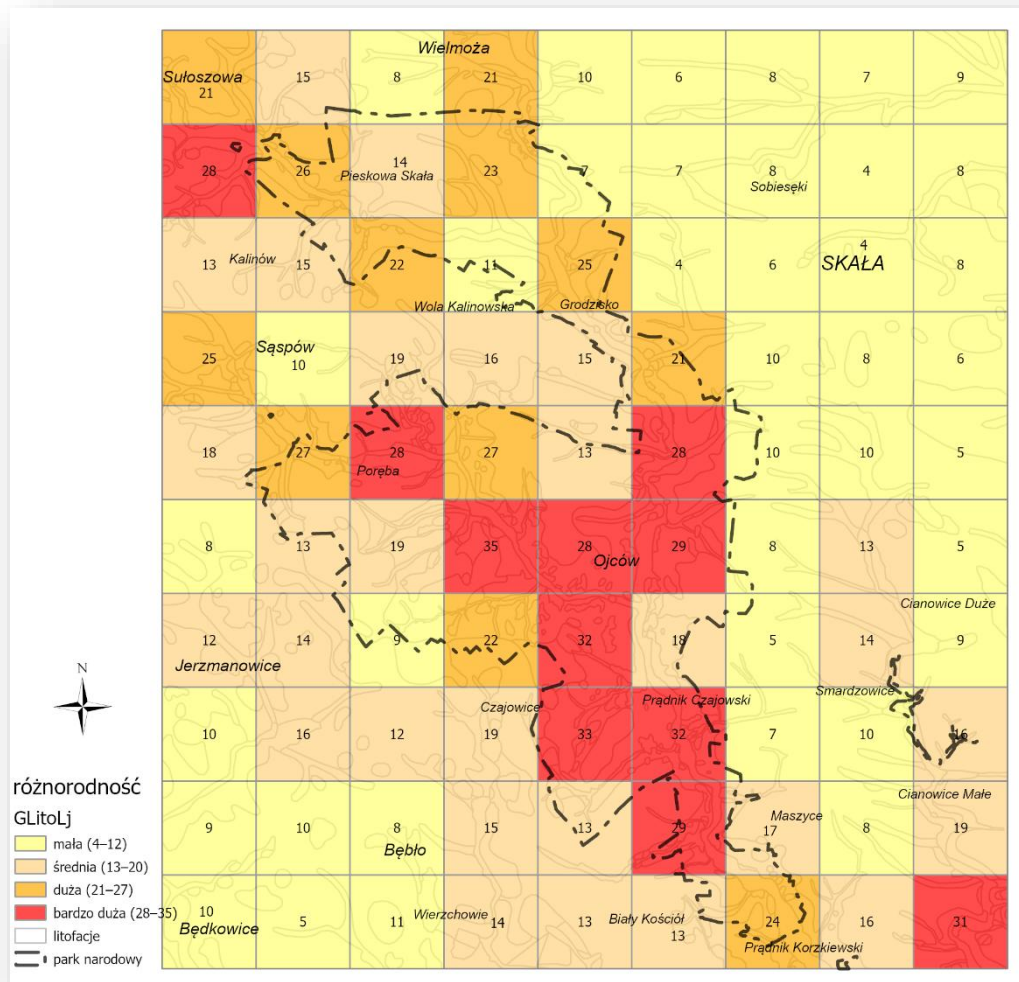 Wielmoża
Sułoszowa
21 15 8 21 10 6 8 7 9
28 26 14 23 7 7 8 4 8
Pieskowa Skała Sobiesęki
13 Kalinów 15 22 11 25 4 6 4 8
SKAŁA
Wola Kalinowska Grodzisko
Sąspów
25 10 19 16 15 21 10 8 6
18 27 28 27 13 28 10 10 5
Poręba
8 13 19 35 28 29 8 13 5
Ojców
Cianowice Duże
12 14 9 22 32 18 5 14 9
Jerzmanowice
Smardzowice
Czajowice Prądnik Czajowski
10 16 12 19 33 32 7 10 16
Cianowice Małe
Maszyce
9 10 8 15 13 29 17 8 19
Bębło
10 5 11 Wierzchowie 14 13 Biały Kościół 13 24 16 31
Będkowice
Prądnik Korzkiewski
N
różnorodność
GLitoLj
mała (4–12)
średnia (13–20)
duża (21–27)
bardzo duża (28–35)
litofacje
park narodowy